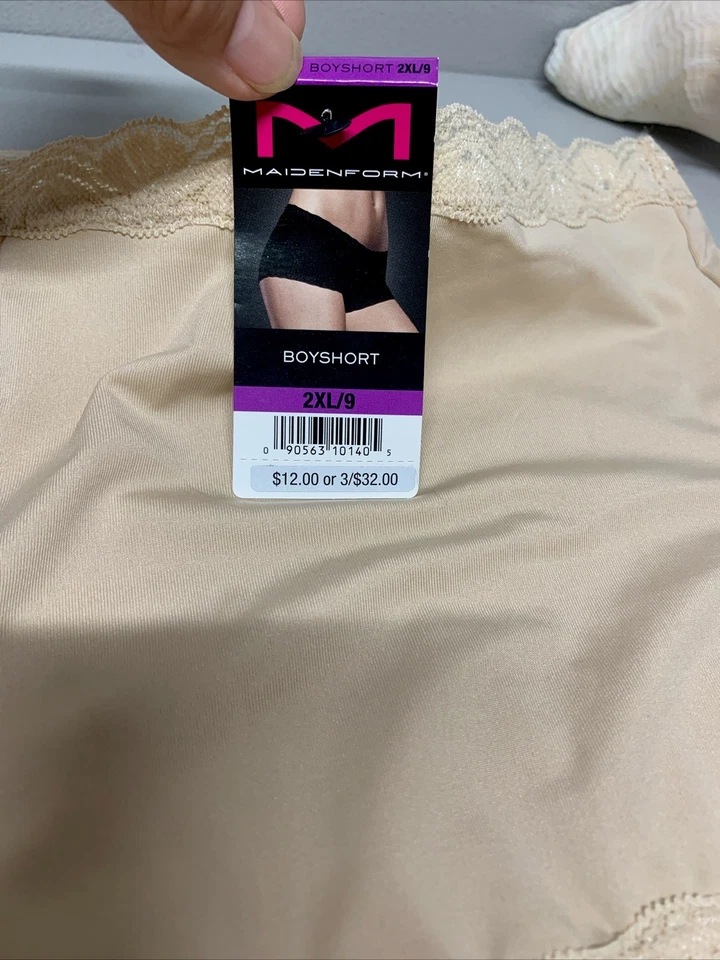 BOYSHORT 2XL/9
MAIDENFORM®
BOYSHORT
2XL/9
0 90563 10140 5
$12.00 or 3/$32.00